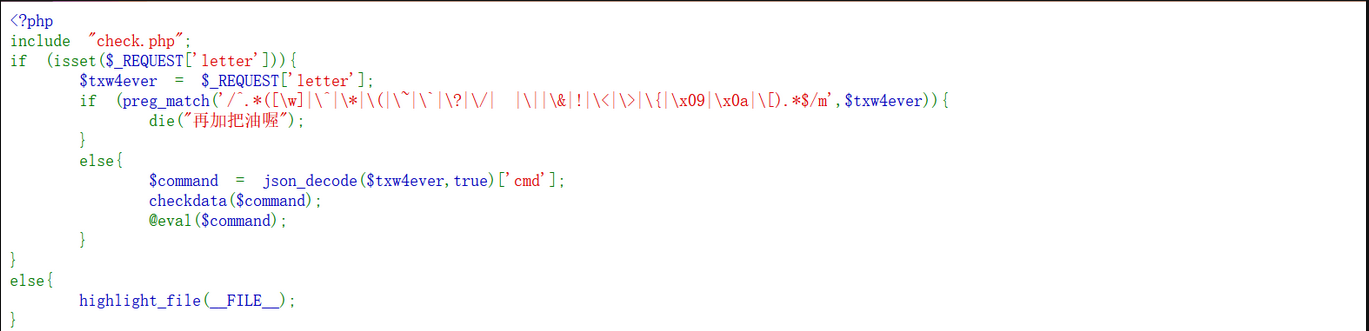 <?php
include "check.php";
if (isset($_REQUEST['letter'])){
$txw4ever = $_REQUEST['letter'];
if (preg_match('/^.*([\w]|\^|\*|\(|\~|\`|\?|\/| |\||\&|!|\<|\>|\{|\x09|\x0a|\[).*$/m',$txw4ever)){
die("再加把油喔");
}
else{
$command = json_decode($txw4ever,true)['cmd'];
checkdata($command);
@eval($command);
}
}
else{
highlight_file(__FILE__);
}